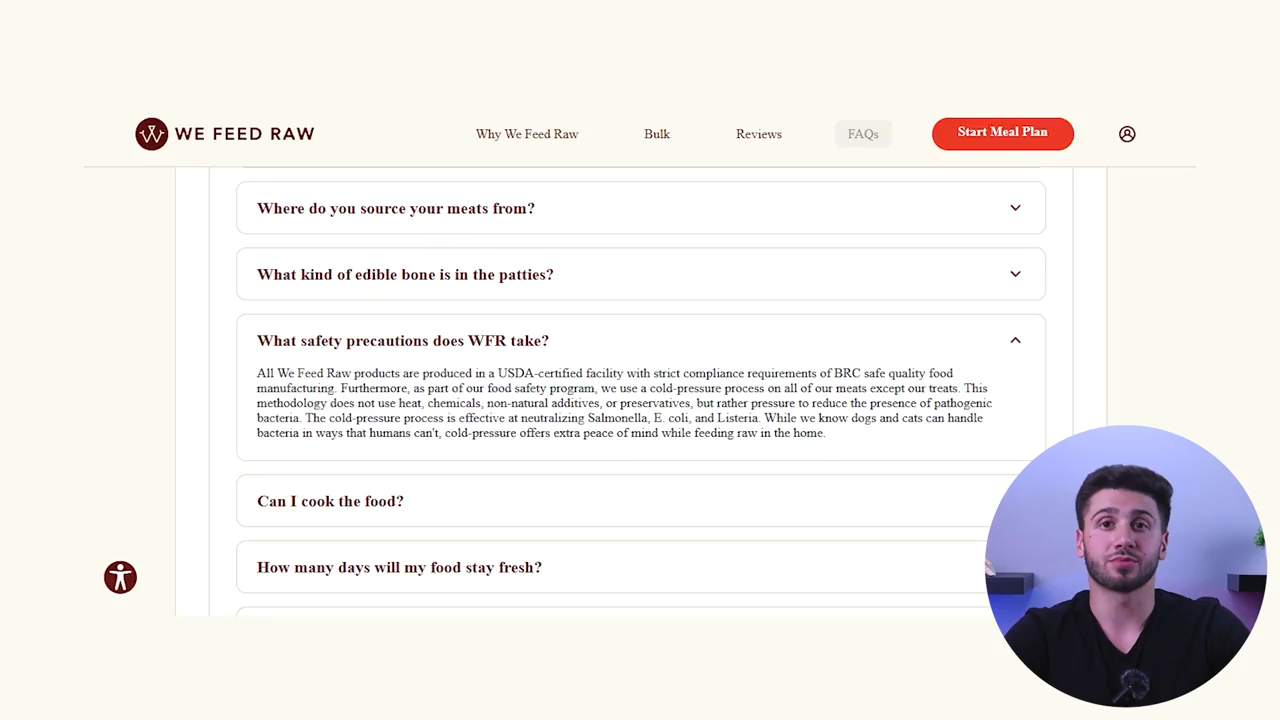 WE FEED RAW
Why We Feed Raw
Bulk
Reviews
FAQs
Start Meal Plan
Where do you source your meats from?
What kind of edible bone is in the patties?
What safety precautions does WFR take?
All We Feed Raw products are produced in a USDA-certified facility with strict compliance requirements of BRC safe quality food
manufacturing. Furthermore, as part of our food safety program, we use a cold-pressure process on all of our meats except our treats. This
methodology does not use heat, chemicals, non-natural additives, or preservatives, but rather pressure to reduce the presence of pathogenic
bacteria. The cold-pressure process is effective at neutralizing Salmonella, E. coli, and Listeria. While we know dogs and cats can handle
bacteria in ways that humans can't, cold-pressure offers extra peace of mind while feeding raw in the home.
Can I cook the food?
How many days will my food stay fresh?